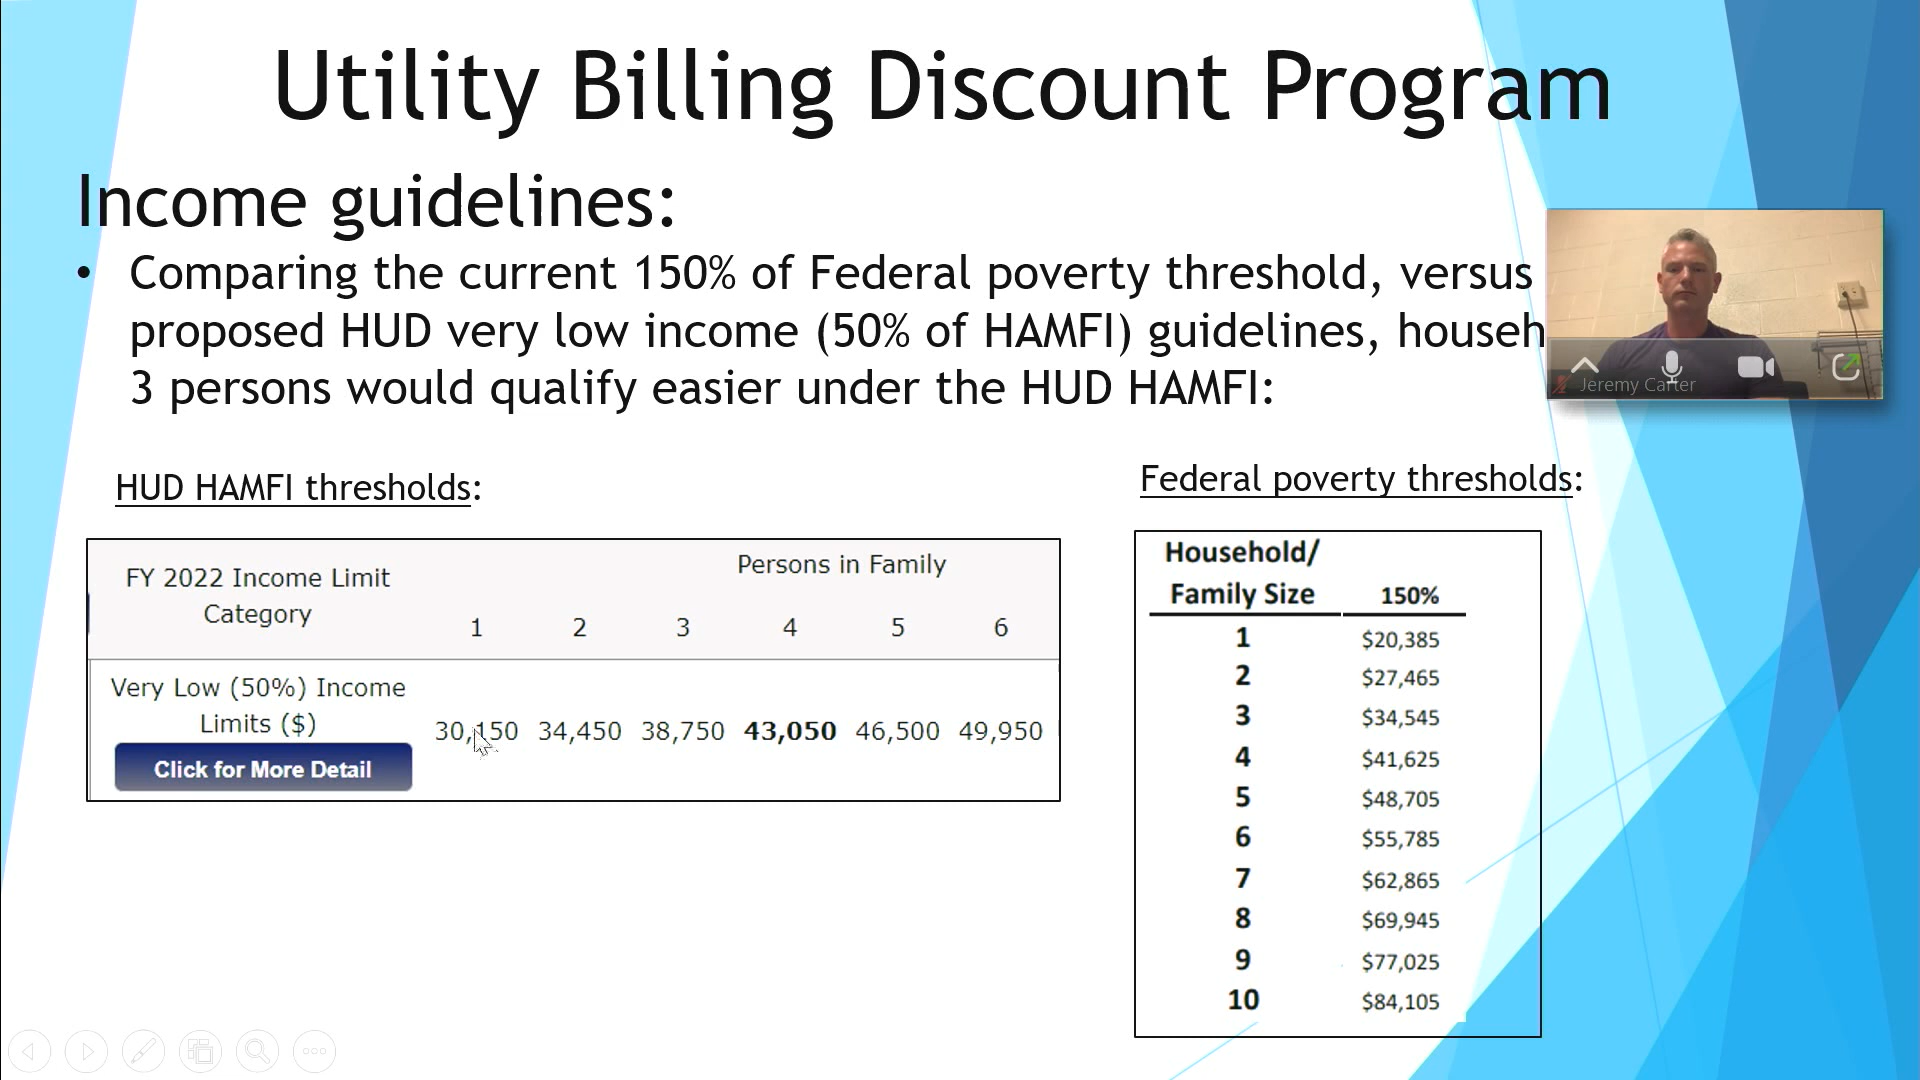 Utility Billing Discount Program
Income guidelines:
• Comparing the current 150% of Federal poverty threshold, versus
proposed HUD very low income (50% of HAMFI) guidelines, househ
3 persons would qualify easier under the HUD HAMFI:
Jeremy Carter
HUD HAMFI thresholds:
FY 2022 Income Limit
Category
Persons in Family
1 2 3 4 5 6
Very Low (50%) Income
Limits ($)
30,150 34,450 38,750 43,050 46,500 49,950
Click for More Detail
Federal poverty thresholds:
Household/
Family Size 150%
1 $20,385
2 $27,465
3 $34,545
4 $41,625
5 $48,705
6 $55,785
7 $62,865
8 $69,945
9 $77,025
10 $84,105